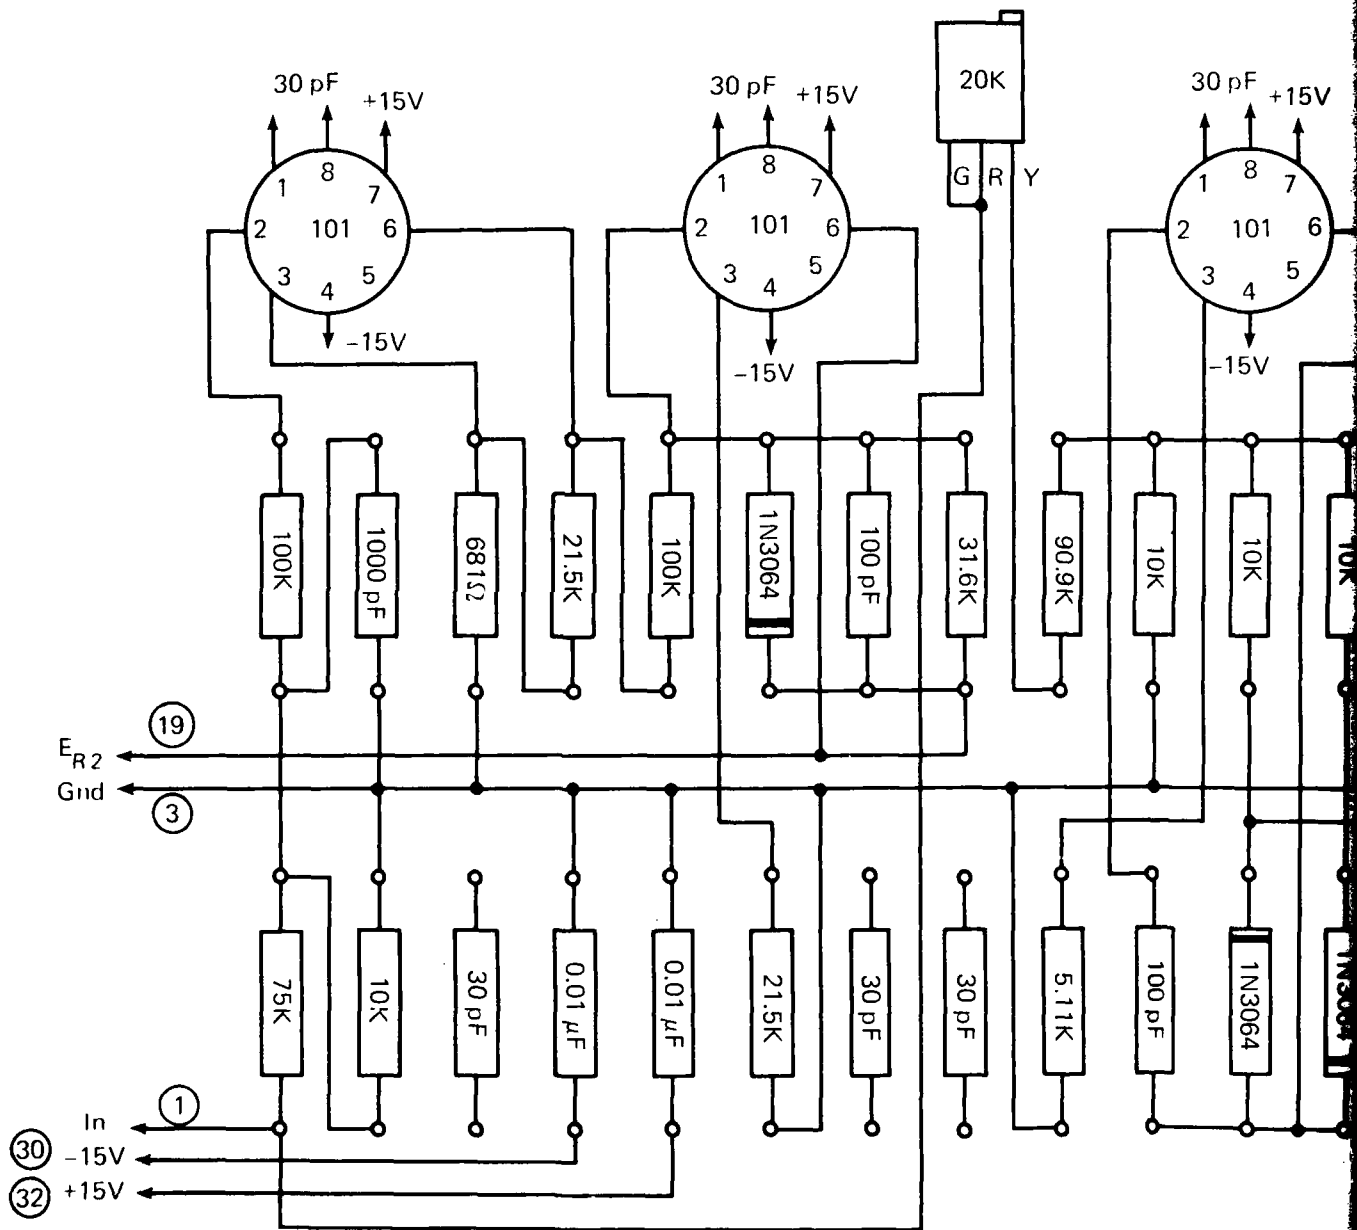 20K
G R Y
30 pF
+15V
1 8 7
2 101 6
3 4 5
-15V
30 pF
+15V
1 8 7
2 101 6
3 4 5
-15V
30 pF
+15V
1 8 7
2 101 6
3 4 5
-15V
100K
1000 pF
681Ω
21.5K
100K
1N3064
100 pF
31.6K
90.9K
10K
10K
10K
19
E R2
Gnd
3
75K
10K
30 pF
0.01 μF
0.01 μF
21.5K
30 pF
30 pF
5.11K
100 pF
1N3064
1N3064
1
In
30 -15V
32 +15V